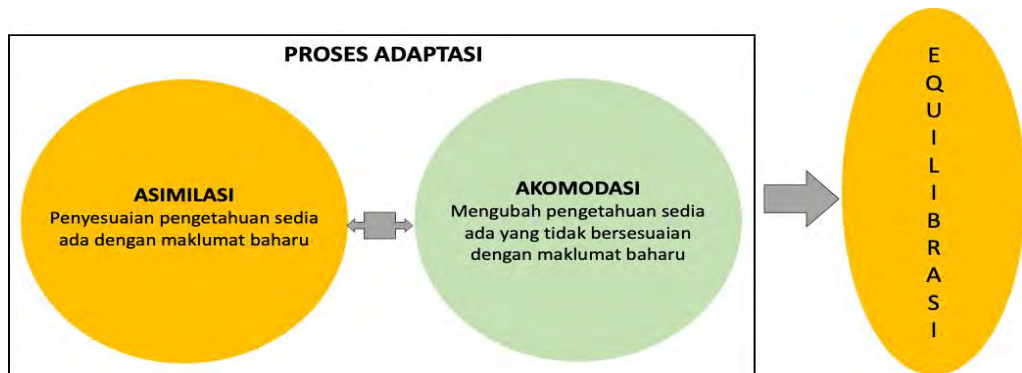 PROSES ADAPTASI
ASIMILASI
Penyesuaian pengetahuan sedia
ada dengan maklumat baharu
AKOMODASI
Mengubah pengetahuan sedia
ada yang tidak bersesuaian
dengan maklumat baharu
E
Q
U
I
L
I
B
R
A
S
I